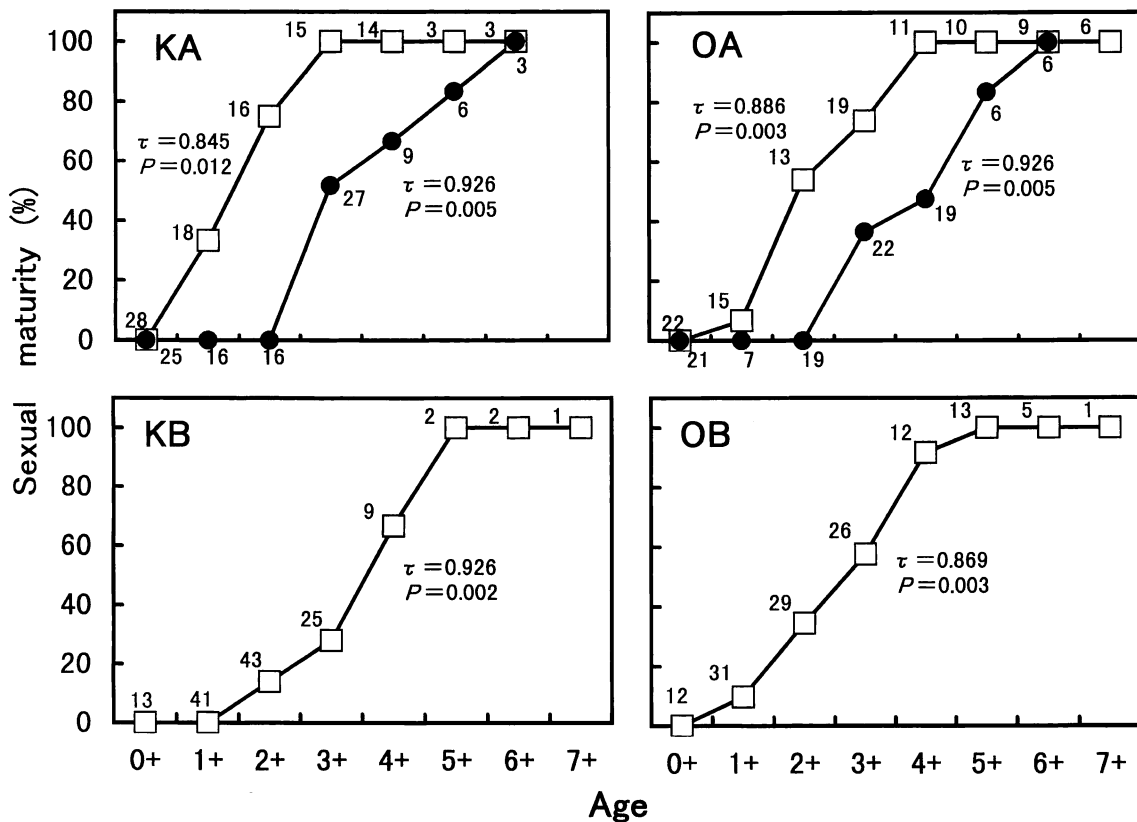 Sexual maturity (%)
100
80
60
40
20
0
KA
15
14
3
3
16
18
28
τ=0.845
P=0.012
3
6
9
27
25
16
16
τ=0.926
P=0.005
OA
11
10
9
6
19
13
15
22
τ=0.886
P=0.003
6
6
19
22
21
7
19
τ=0.926
P=0.005
100
80
60
40
20
0
KB
2
2
1
9
25
43
41
13
τ=0.926
P=0.002
OB
13
5
1
12
26
29
31
12
τ=0.869
P=0.003
0+ 1+ 2+ 3+ 4+ 5+ 6+ 7+
0+ 1+ 2+ 3+ 4+ 5+ 6+ 7+
Age